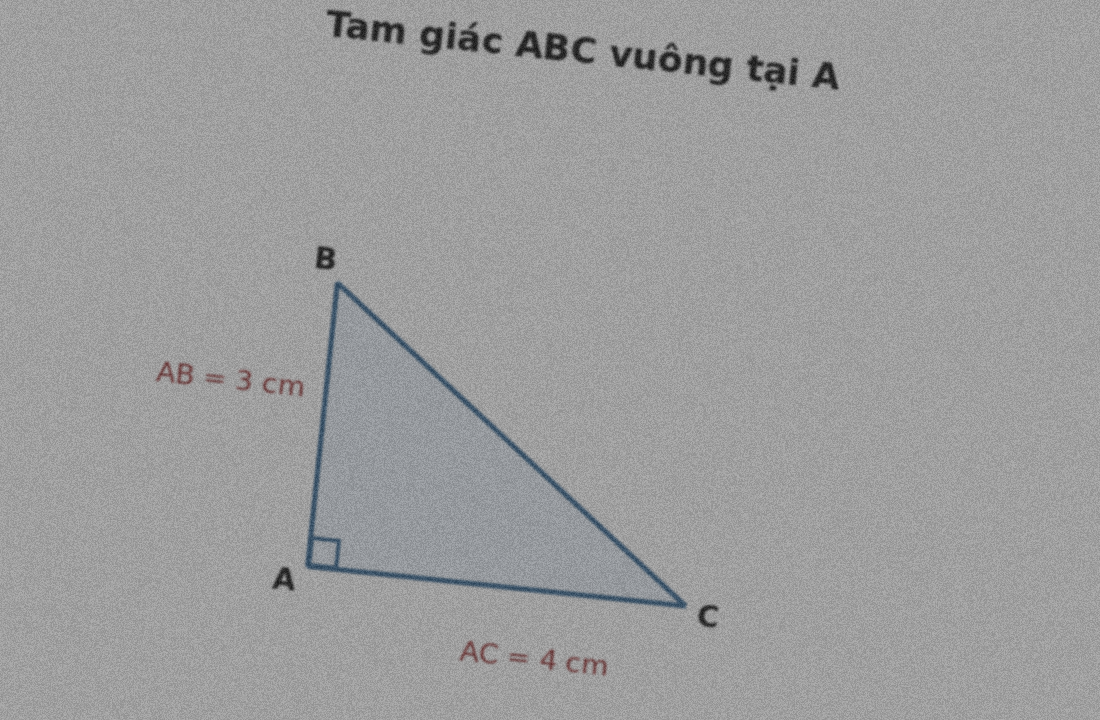 Tam giác ABC vuông tại A
B
AB = 3 cm
A
C
AC = 4 cm